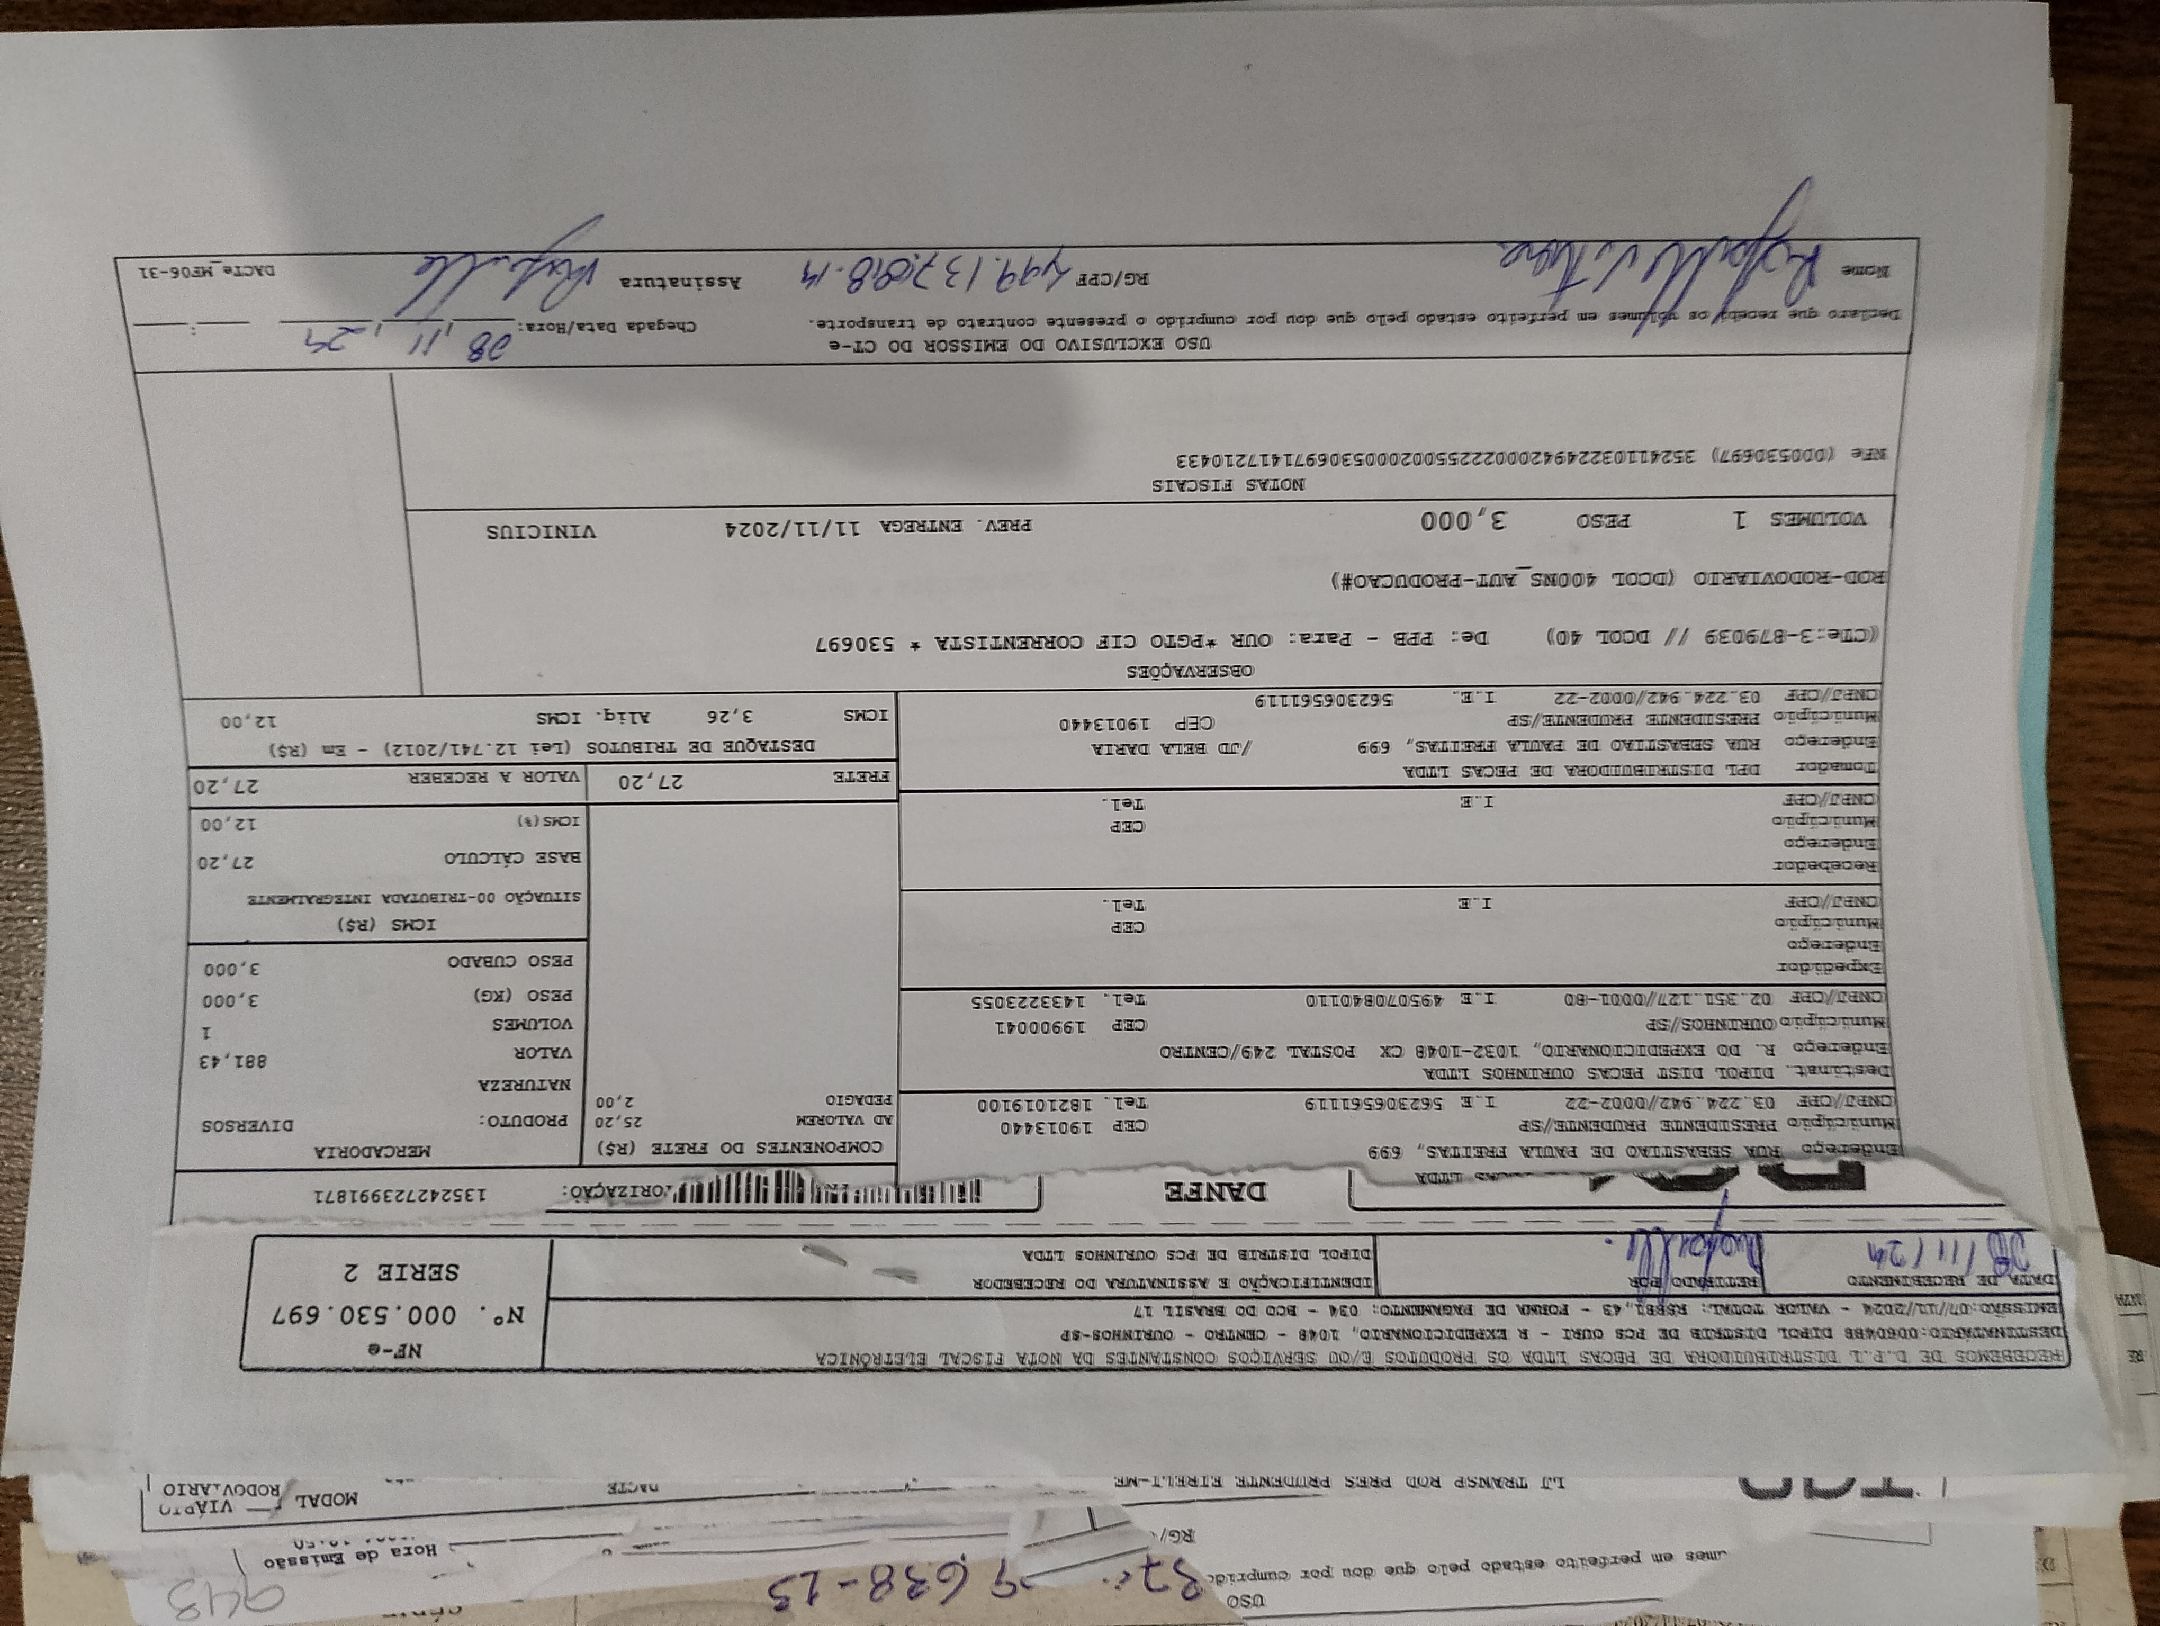 RECEBEMOS DE D.P.L DISTRIBUIDORA DE PECAS LTDA OS PRODUTOS E/OU SERVIÇOS CONSTANTES DA NOTA FISCAL ELETRÔNICA
DESTINATÁRIO:0060488 DIPOL DISTRIB DE PCS OURI - R EXPEDICIONARIO, 1048 - CENTRO - OURINHOS-SP
EMISSÃO:07/11/2024 - VALOR TOTAL: R$881,43 - FORMA DE PAGAMENTO: 034 - BCO DO BRASIL 17
NF-e
Nº. 000.530.697
SERIE 2
DATA DE RECEBIMENTO
08/11/24
RETIRADO POR
IDENTIFICAÇÃO E ASSINATURA DO RECEBEDOR
DIPOL DISTRIB DE PCS OURINHOS LTDA
DANFE
LTDA
135242723991871
Endereço RUA SEBASTIAO DE PAULA FREITAS, 699
Município PRESIDENTE PRUDENTE/SP CEP 19013440
CNPJ/CPF 03.224.942/0002-22 I.E 562306561119 Tel. 1821019100
Destinat. DIPOL DIST PECAS OURINHOS LTDA
Endereço R. DO EXPEDICIONARIO, 1032-1048 CX POSTAL 249/CENTRO
Município OURINHOS/SP CEP 19900041
CNPJ/CPF 02.351.127/0001-80 I.E 495070840110 Tel. 1433223055
Expedidor
Endereço
Município CEP
CNPJ/CPF I.E Tel.
Recebedor
Endereço
Município CEP
CNPJ/CPF I.E Tel.
Tomador DPL DISTRIBUIDORA DE PECAS LTDA
Endereço RUA SEBASTIAO DE PAULA FREITAS, 699 /JD BELA DARIA
Município PRESIDENTE PRUDENTE/SP CEP 19013440
CNPJ/CPF 03.224.942/0002-22 I.E. 562306561119
COMPONENTES DO FRETE (R$)
AD VALOREM 25,20
PEDAGIO 2,00
MERCADORIA
PRODUTO: DIVERSOS
NATUREZA
VALOR 881,43
VOLUMES 1
PESO (KG) 3,000
PESO CUBADO 3,000
ICMS (R$)
SITUAÇÃO 00-TRIBUTADA INTEGRALMENTE
BASE CÁLCULO 27,20
ICMS(%) 12,00
FRETE 27,20 VALOR A RECEBER 27,20
DESTAQUE DE TRIBUTOS (Lei 12.741/2012) - Em (R$)
ICMS 3,26 Aliq. ICMS 12,00
OBSERVAÇÕES
(CTe:3-879039 // DCOL 40) De: PPB - Para: OUR *PGTO CIF CORRENTISTA * 530697
ROD-RODOVIARIO (DCOL 400NS_AUT-PRODUCAO#)
VOLUMES 1 PESO 3,000 PREV. ENTREGA 11/11/2024 VINICIUS
NOTAS FISCAIS
USO EXCLUSIVO DO EMISSOR DO CT-e
Declaro que recebi os volumes em perfeito estado pelo que dou por cumprido o presente contrato de transporte.
Chegada Data/Hora: 08, 11, 24
Nome
RG/CPF
Assinatura
DACTe_MF06-31
USO
em perfeito estado pelo que dou por
RG/
Hora de Emissão
LJ TRANSP ROD PRES PRUDENTE EIRELI-ME
DACTE
MODAL
RODOVIARIO
943